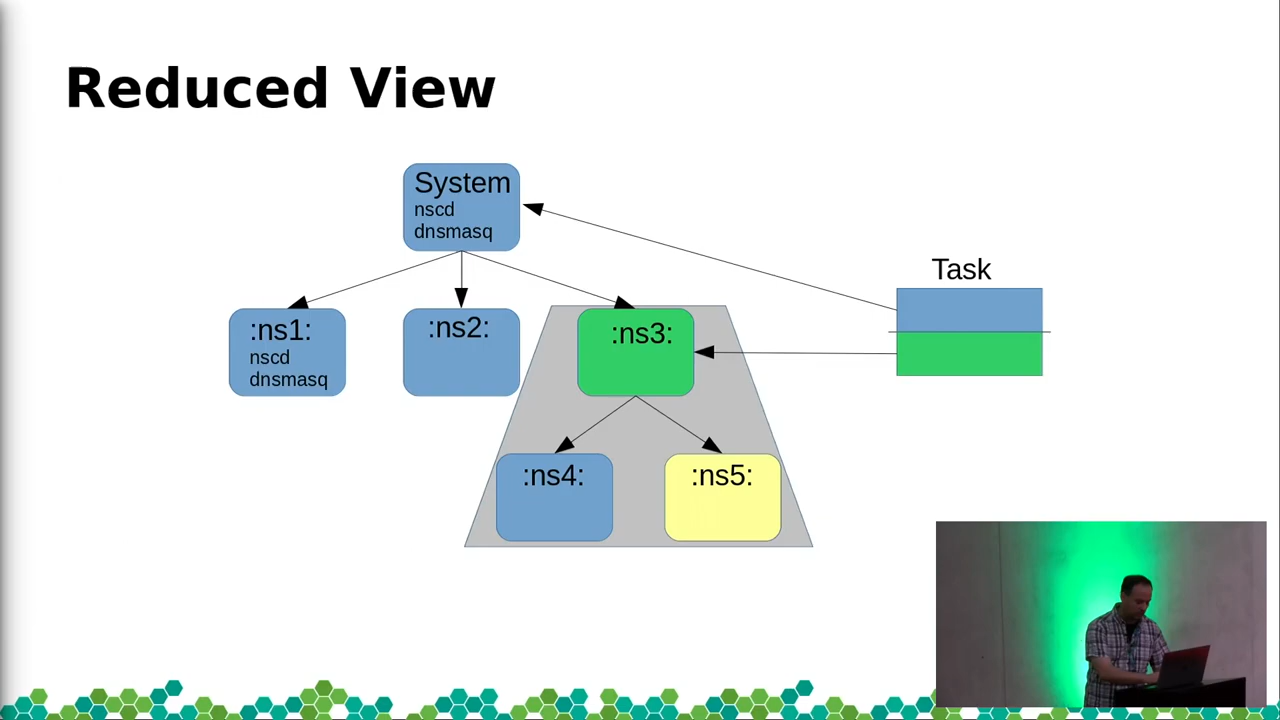 Reduced View
System
nscd
dnsmasq
Task
:ns1:
nscd
dnsmasq
:ns2:
:ns3:
:ns4:
:ns5: